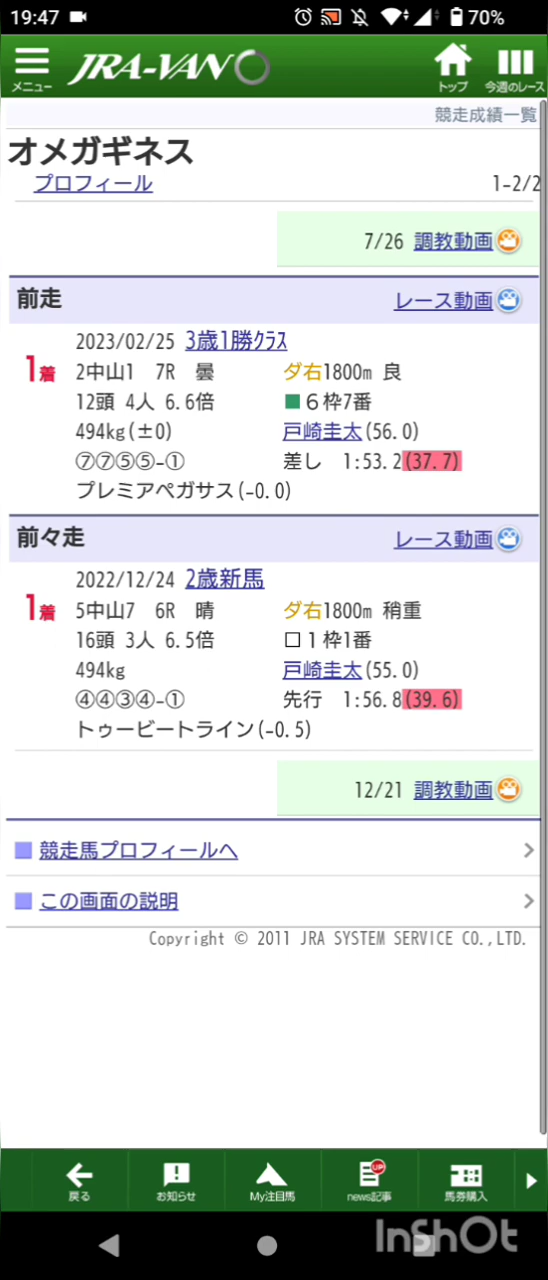 19:47 70%
JRA-VAN
メニュー トップ 今週のレース
競走成績一覧
オメガギネス
プロフィール 1-2/2
7/26 調教動画
前走 レース動画
2023/02/25 3歳1勝ｸﾗｽ
1着 2中山1 7R 曇 ダ右1800m 良
12頭 4人 6.6倍 ■６枠7番
494kg(±0) 戸崎圭太(56.0)
⑦⑦⑤⑤-① 差し 1:53.2(37.7)
プレミアペガサス(-0.0)
前々走 レース動画
2022/12/24 2歳新馬
1着 5中山7 6R 晴 ダ右1800m 稍重
16頭 3人 6.5倍 □１枠1番
494kg 戸崎圭太(55.0)
④④③④-① 先行 1:56.8(39.6)
トゥービートライン(-0.5)
12/21 調教動画
競走馬プロフィールへ
この画面の説明
Copyright © 2011 JRA SYSTEM SERVICE CO.,LTD.
戻る お知らせ My注目馬 news記事 馬券購入
UP
InShOt